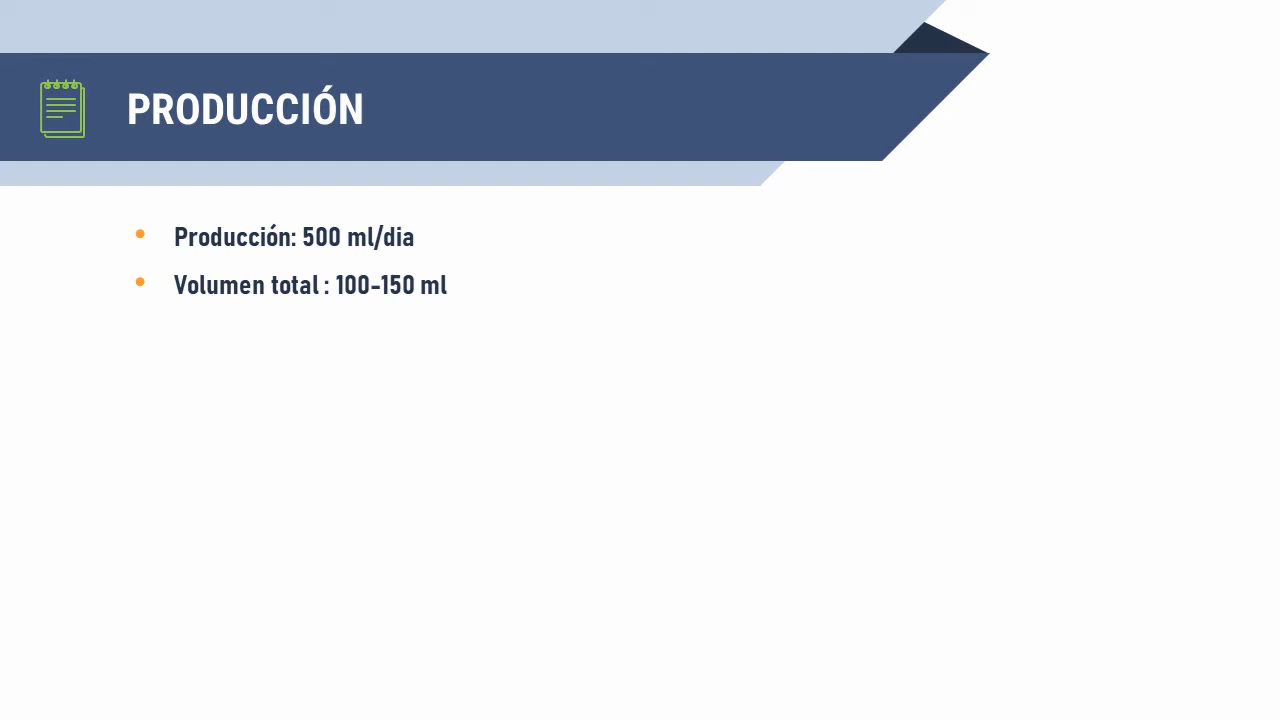 PRODUCCIÓN
• Producción: 500 ml/dia
• Volumen total : 100-150 ml